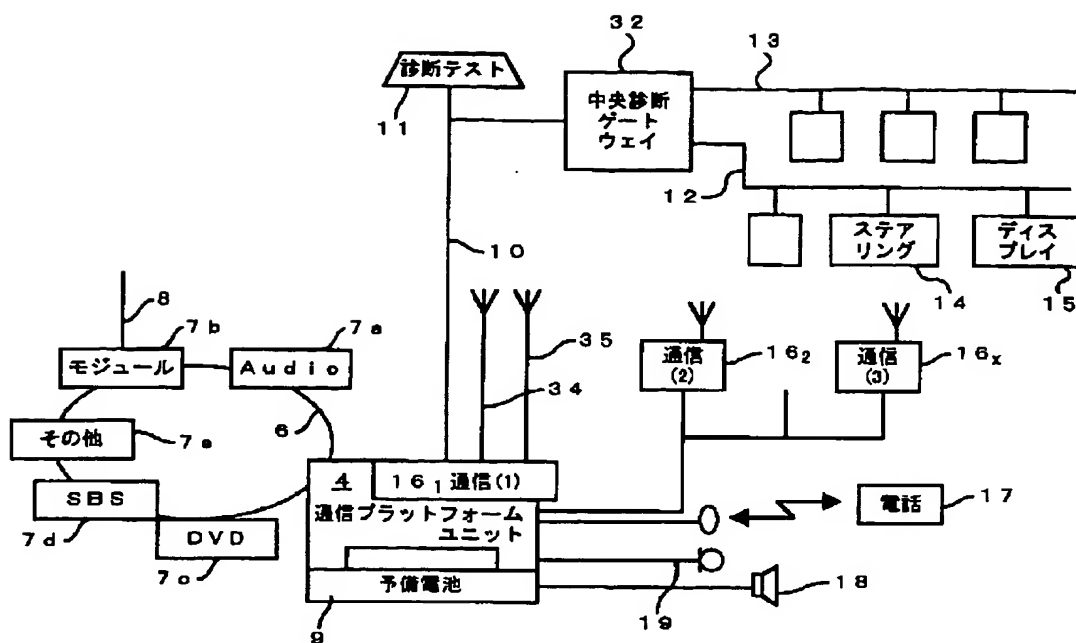 32
13
診断テスト
11
中央診断
ゲート
ウェイ
12
10
ステア
リング
14
ディス
プレイ
15
8
7b
モジュール
7a
Audio
6
34
35
通信
(2)
16₂
通信
(3)
16ₓ
その他
7e
SBS
7d
DVD
7c
4
16₁ 通信(1)
通信プラットフォーム
ユニット
予備電池
9
電話
17
19
18